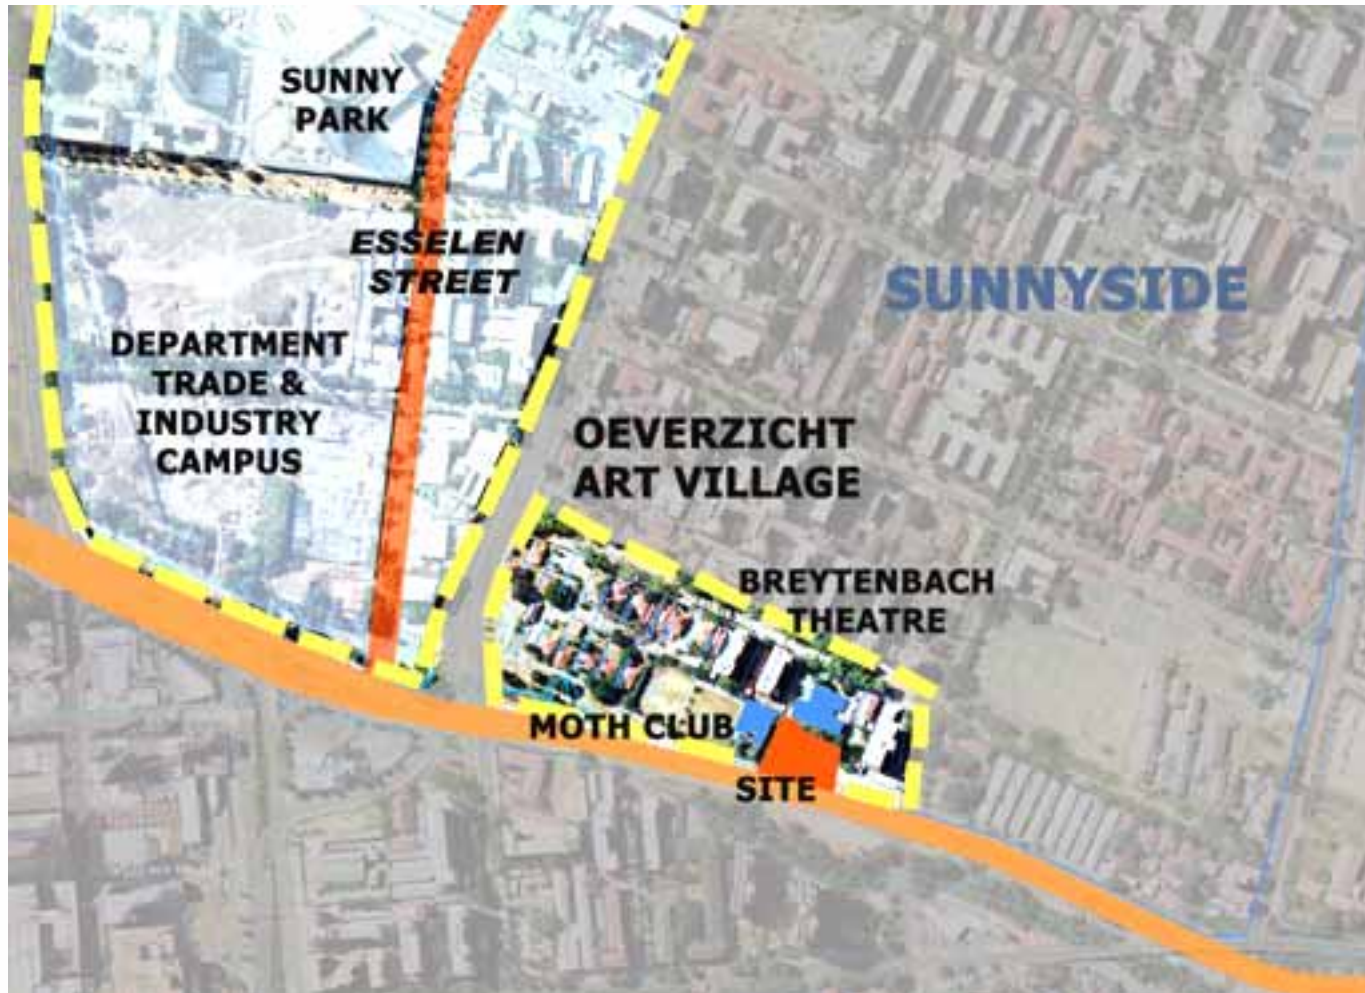 SUNNY
PARK
ESSELEN
STREET
SUNNYSIDE
DEPARTMENT
TRADE &
INDUSTRY
CAMPUS
OEVERZICHT
ART VILLAGE
BREYTENBACH
THEATRE
MOTH CLUB
SITE